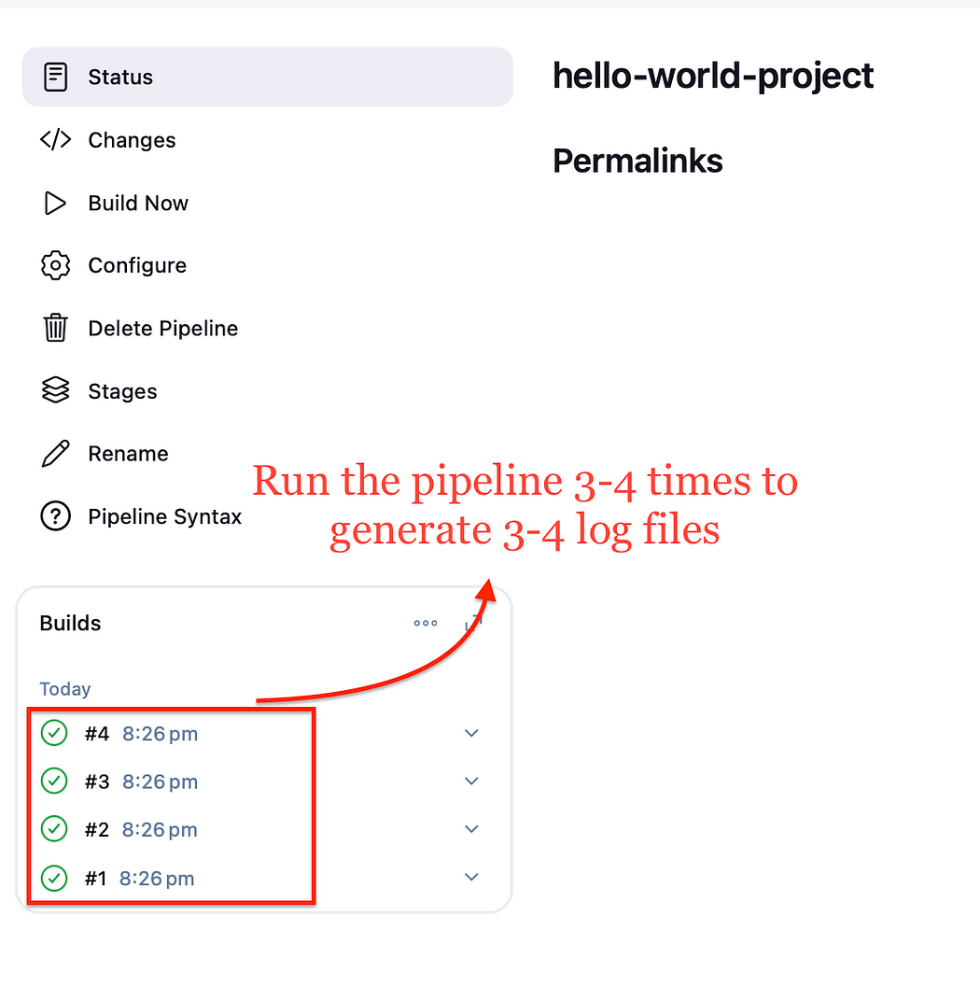 Status
Changes
Build Now
Configure
Delete Pipeline
Stages
Rename
Pipeline Syntax
hello-world-project
Permalinks
Run the pipeline 3-4 times to
generate 3-4 log files
Builds
Today
#4 8:26 pm
#3 8:26 pm
#2 8:26 pm
#1 8:26 pm